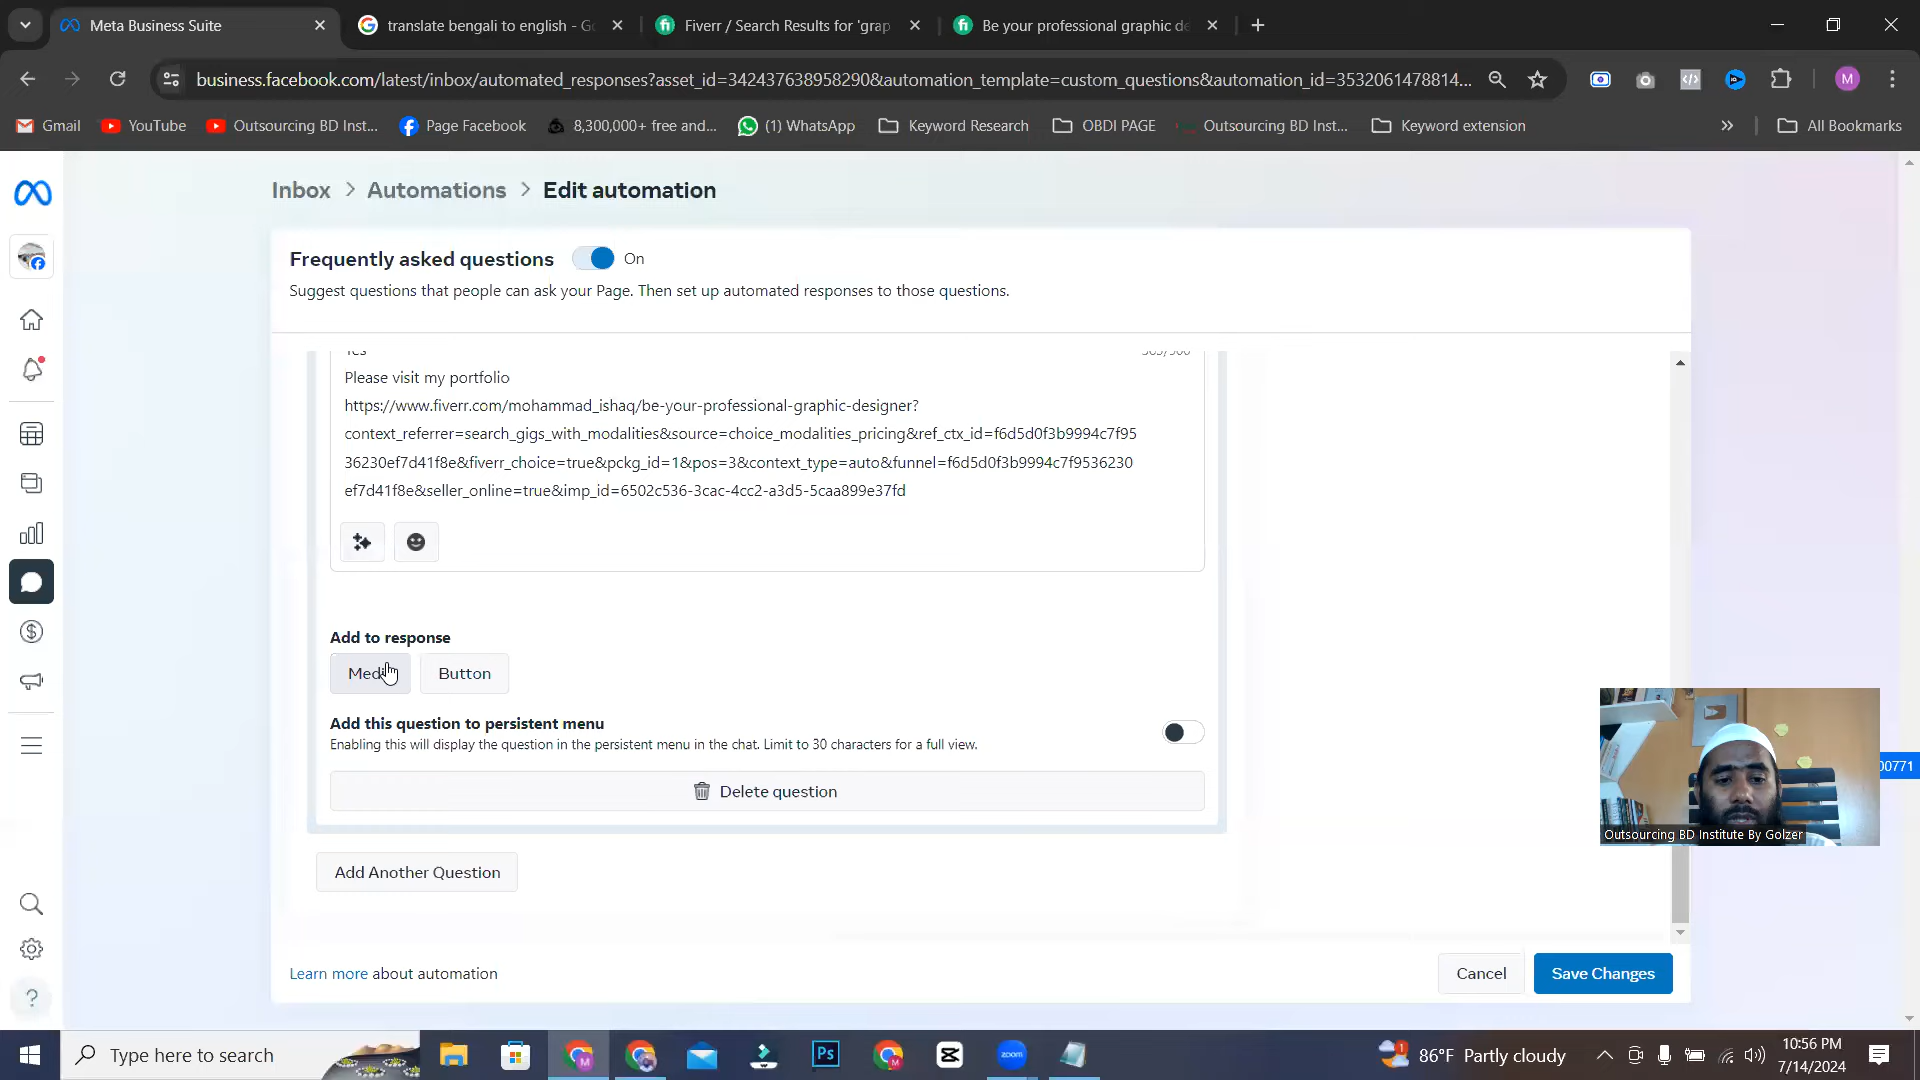 Meta Business Suite
translate bengali to english - Go
Fiverr / Search Results for 'grap
Be your professional graphic de
business.facebook.com/latest/inbox/automated_responses?asset_id=342437638958290&automation_template=custom_questions&automation_id=3532061478814...
M
Gmail
YouTube
Outsourcing BD Inst...
Page Facebook
8,300,000+ free and...
(1) WhatsApp
Keyword Research
OBDI PAGE
Outsourcing BD Inst...
Keyword extension
All Bookmarks
Inbox > Automations > Edit automation
Frequently asked questions
On
Suggest questions that people can ask your Page. Then set up automated responses to those questions.
Yes
Please visit my portfolio
https://www.fiverr.com/mohammad_ishaq/be-your-professional-graphic-designer?
context_referrer=search_gigs_with_modalities&source=choice_modalities_pricing&ref_ctx_id=f6d5d0f3b9994c7f95
36230ef7d41f8e&fiverr_choice=true&pckg_id=1&pos=3&context_type=auto&funnel=f6d5d0f3b9994c7f9536230
ef7d41f8e&seller_online=true&imp_id=6502c536-3cac-4cc2-a3d5-5caa899e37fd
Add to response
Button
Add this question to persistent menu
Enabling this will display the question in the persistent menu in the chat. Limit to 30 characters for a full view.
Delete question
00771
Outsourcing BD Institute By Golzer
Add Another Question
Learn more about automation
Cancel
Save Changes
Type here to search
Ps
zoom
86°F Partly cloudy
10:56 PM
7/14/2024